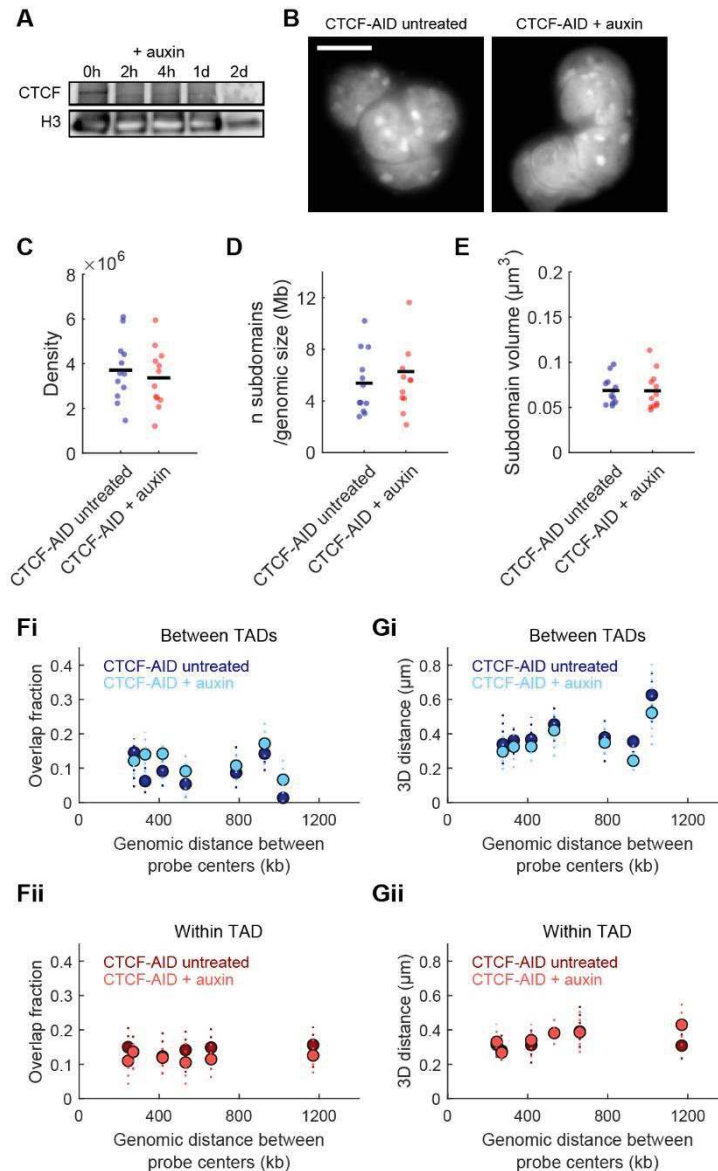 A
+ auxin
0h 2h 4h 1d 2d
CTCF
H3
B
CTCF-AID untreated
CTCF-AID + auxin
C
×10⁶
8
6
4
2
0
Density
CTCF-AID untreated
CTCF-AID + auxin
D
12
8
4
0
n subdomains
/genomic size (Mb)
CTCF-AID untreated
CTCF-AID + auxin
E
0.2
0.15
0.1
0.05
0
Subdomain volume (µm³)
CTCF-AID untreated
CTCF-AID + auxin
Fi
Between TADs
CTCF-AID untreated
CTCF-AID + auxin
0.4
0.3
0.2
0.1
0
Overlap fraction
0 400 800 1200
Genomic distance between
probe centers (kb)
Gi
Between TADs
CTCF-AID untreated
CTCF-AID + auxin
0.8
0.6
0.4
0.2
0
3D distance (µm)
0 400 800 1200
Genomic distance between
probe centers (kb)
Fii
Within TAD
CTCF-AID untreated
CTCF-AID + auxin
0.4
0.3
0.2
0.1
0
Overlap fraction
0 400 800 1200
Genomic distance between
probe centers (kb)
Gii
Within TAD
CTCF-AID untreated
CTCF-AID + auxin
0.8
0.6
0.4
0.2
0
3D distance (µm)
0 400 800 1200
Genomic distance between
probe centers (kb)